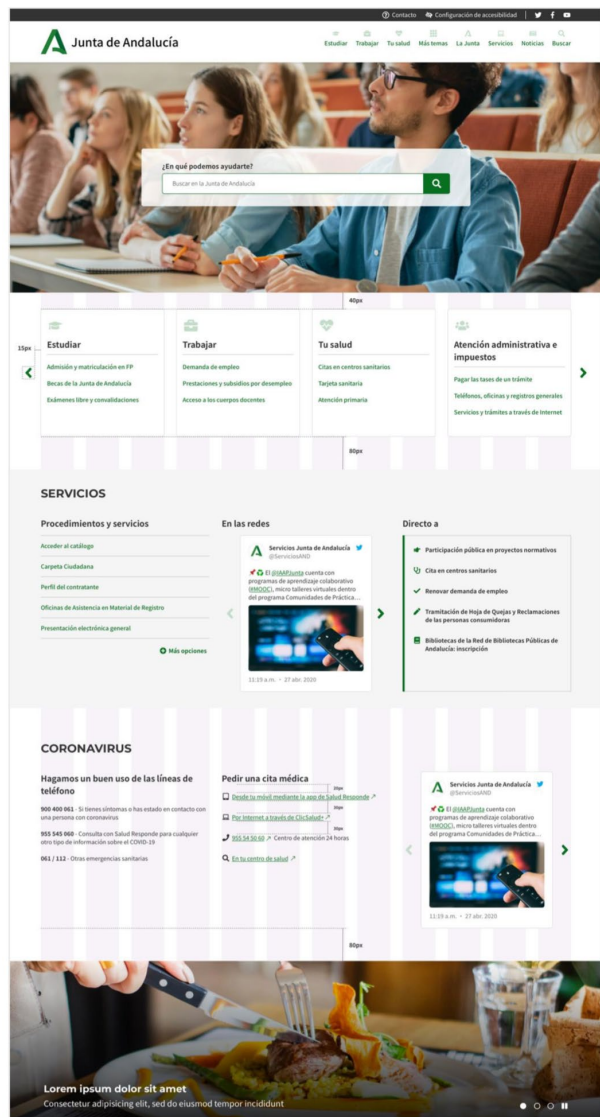 Contacto Configuración de accesibilidad
Junta de Andalucía
Estudiar Trabajar Tu salud Más temas La Junta Servicios Noticias Buscar
¿En qué podemos ayudarte?
Buscar en la Junta de Andalucía
40px
15px
Estudiar
Admisión y matriculación en FP
Becas de la Junta de Andalucía
Exámenes libre y convalidaciones
Trabajar
Demanda de empleo
Prestaciones y subsidios por desempleo
Acceso a los cuerpos docentes
Tu salud
Citas en centros sanitarios
Tarjeta sanitaria
Atención primaria
Atención administrativa e
impuestos
Pagar las tases de un trámite
Teléfonos, oficinas y registros generales
Servicios y trámites a través de Internet
80px
SERVICIOS
Procedimientos y servicios
Acceder al catálogo
Carpeta Ciudadana
Perfil del contratante
Oficinas de Asistencia en Material de Registro
Presentación electrónica general
Más opciones
En las redes
Servicios Junta de Andalucía
@ServiciosAND
El @IAAPJunta cuenta con
programas de aprendizaje colaborativo
(#MOOC), micro talleres virtuales dentro
del programa Comunidades de Práctica...
11:19 a.m. · 27 abr. 2020
Directo a
Participación pública en proyectos normativos
Cita en centros sanitarios
Renovar demanda de empleo
Tramitación de Hoja de Quejas y Reclamaciones
de las personas consumidoras
Bibliotecas de la Red de Bibliotecas Públicas de
Andalucía: inscripción
CORONAVIRUS
Hagamos un buen uso de las líneas de
teléfono
900 400 061 - Si tienes síntomas o has estado en contacto con
una persona con coronavirus
955 545 060 - Consulta con Salud Responde para cualquier
otro tipo de información sobre el COVID-19
061 / 112 - Otras emergencias sanitarias
Pedir una cita médica
Desde tu móvil mediante la app de Salud Responde
Por Internet a través de ClicSalud+
955 54 50 60 Centro de atención 24 horas
En tu centro de salud
Servicios Junta de Andalucía
@ServiciosAND
El @IAAPJunta cuenta con
programas de aprendizaje colaborativo
(#MOOC), micro talleres virtuales dentro
del programa Comunidades de Práctica...
11:19 a.m. · 27 abr. 2020
80px
Lorem ipsum dolor sit amet
Consectetur adipisicing elit, sed do eiusmod tempor incididunt